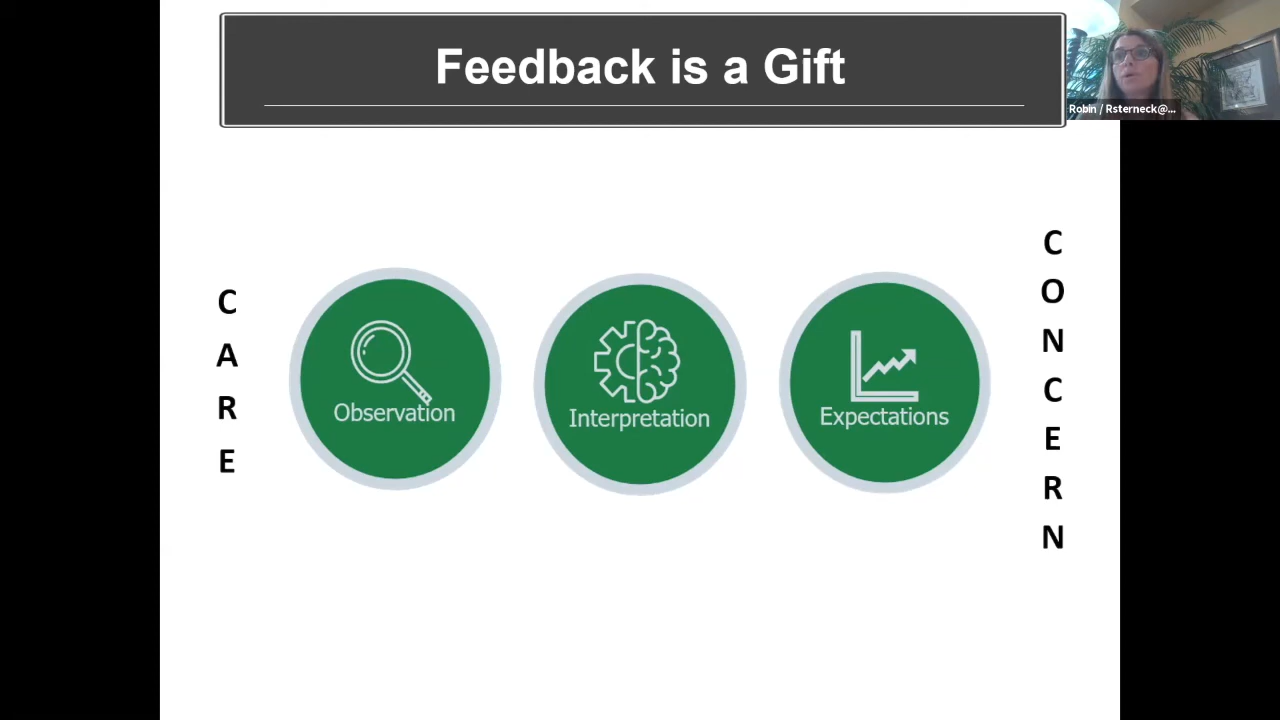 Feedback is a Gift
Robin / Rsterneck@...
C
A
R
E
Observation
Interpretation
Expectations
C
O
N
C
E
R
N